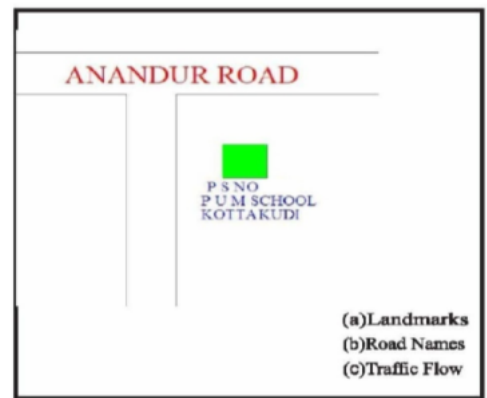 ANANDUR ROAD
P S NO
P U M SCHOOL
KOTTAKUDI
(a)Landmarks
(b)Road Names
(c)Traffic Flow